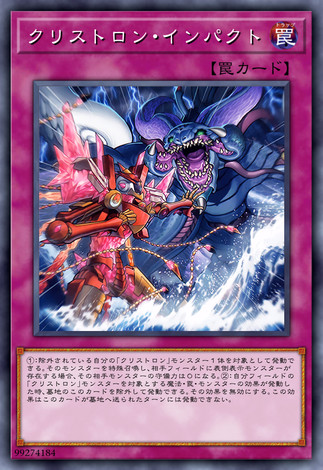 クリストロン・インパクト
トラップ
罠
【罠カード】
①:除外されている自分の「クリストロン」モンスター1体を対象として発動で
きる。そのモンスターを特殊召喚し、相手フィールドに表側表示モンスターが
存在する場合、その相手モンスターの守備力は0になる。②:自分フィールドの
「クリストロン」モンスターを対象とする魔法・罠・モンスターの効果が発動し
た時、墓地のこのカードを除外して発動できる。その効果を無効にする。この効
果はこのカードが墓地へ送られたターンには発動できない。
99274184